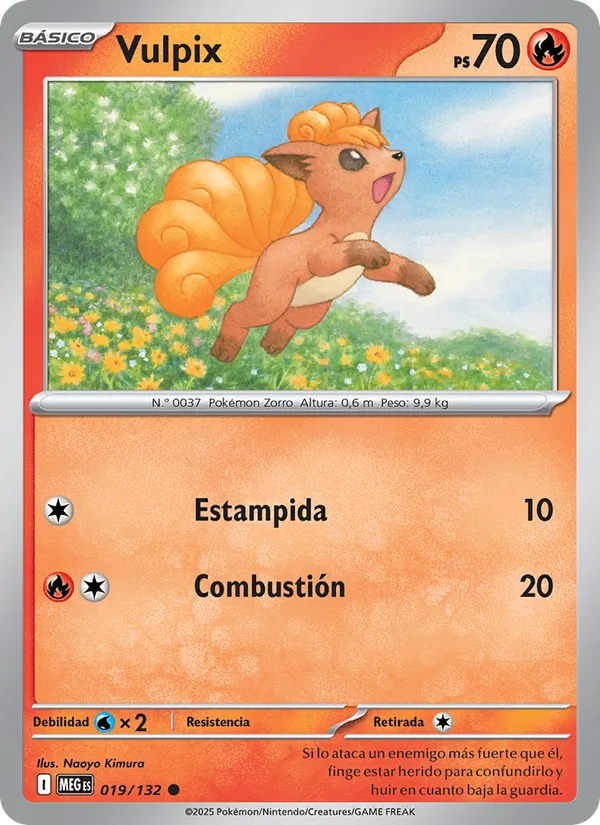 BÁSICO Vulpix PS 70
N.º 0037 Pokémon Zorro Altura: 0,6 m Peso: 9,9 kg
Estampida 10
Combustión 20
Debilidad × 2 Resistencia Retirada
Ilus. Naoyo Kimura
Si lo ataca un enemigo más fuerte que él,
finge estar herido para confundirlo y
huir en cuanto baja la guardia.
I MEG ES 019/132
©2025 Pokémon/Nintendo/Creatures/GAME FREAK